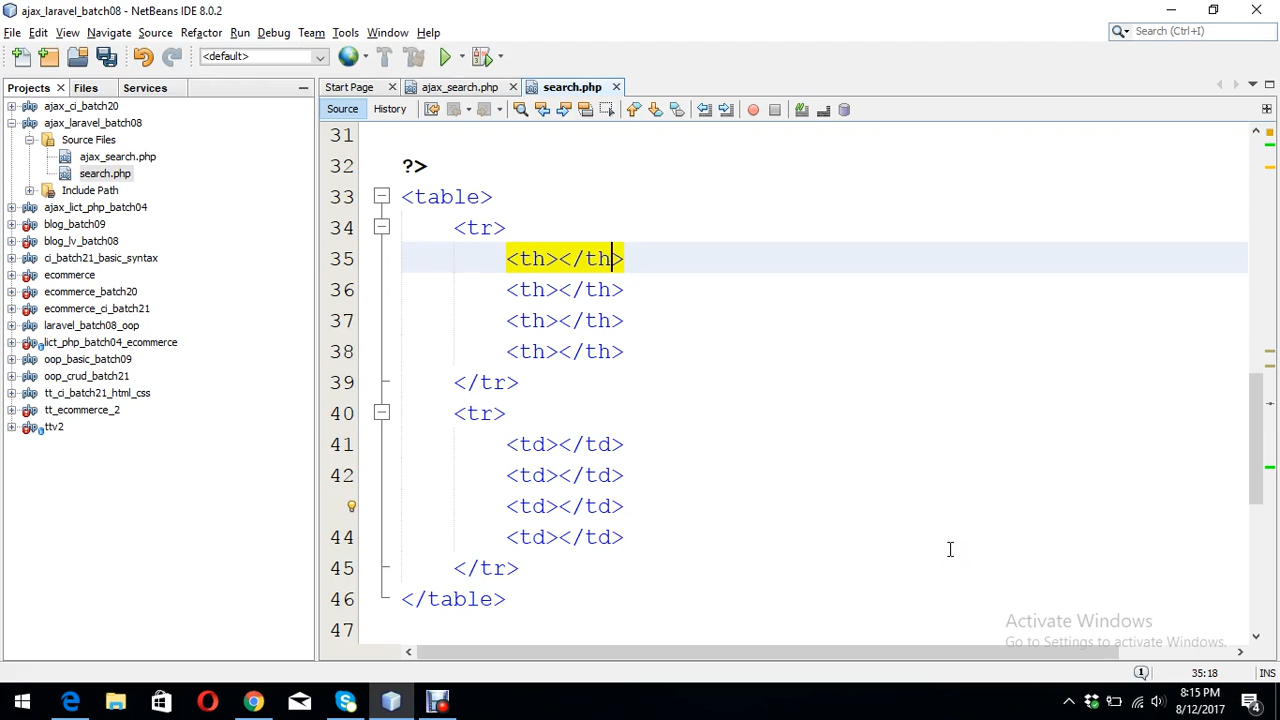 ajax_laravel_batch08 - NetBeans IDE 8.0.2
File Edit View Navigate Source Refactor Run Debug Team Tools Window Help
Search (Ctrl+I)
<default>
Projects Files Services
Start Page ajax_search.php search.php
Source History
ajax_ci_batch20
ajax_laravel_batch08
Source Files
ajax_search.php
search.php
Include Path
ajax_lict_php_batch04
blog_batch09
blog_lv_batch08
ci_batch21_basic_syntax
ecommerce
ecommerce_batch20
ecommerce_ci_batch21
laravel_batch08_oop
lict_php_batch04_ecommerce
oop_basic_batch09
oop_crud_batch21
tt_ci_batch21_html_css
tt_ecommerce_2
ttv2
31
32 ?>
33 <table>
34 <tr>
35 <th></th>
36 <th></th>
37 <th></th>
38 <th></th>
39 </tr>
40 <tr>
41 <td></td>
42 <td></td>
<td></td>
44 <td></td>
45 </tr>
46 </table>
47
Activate Windows
Go to Settings to activate Windows.
1 35:18 INS
8:15 PM
8/12/2017
4